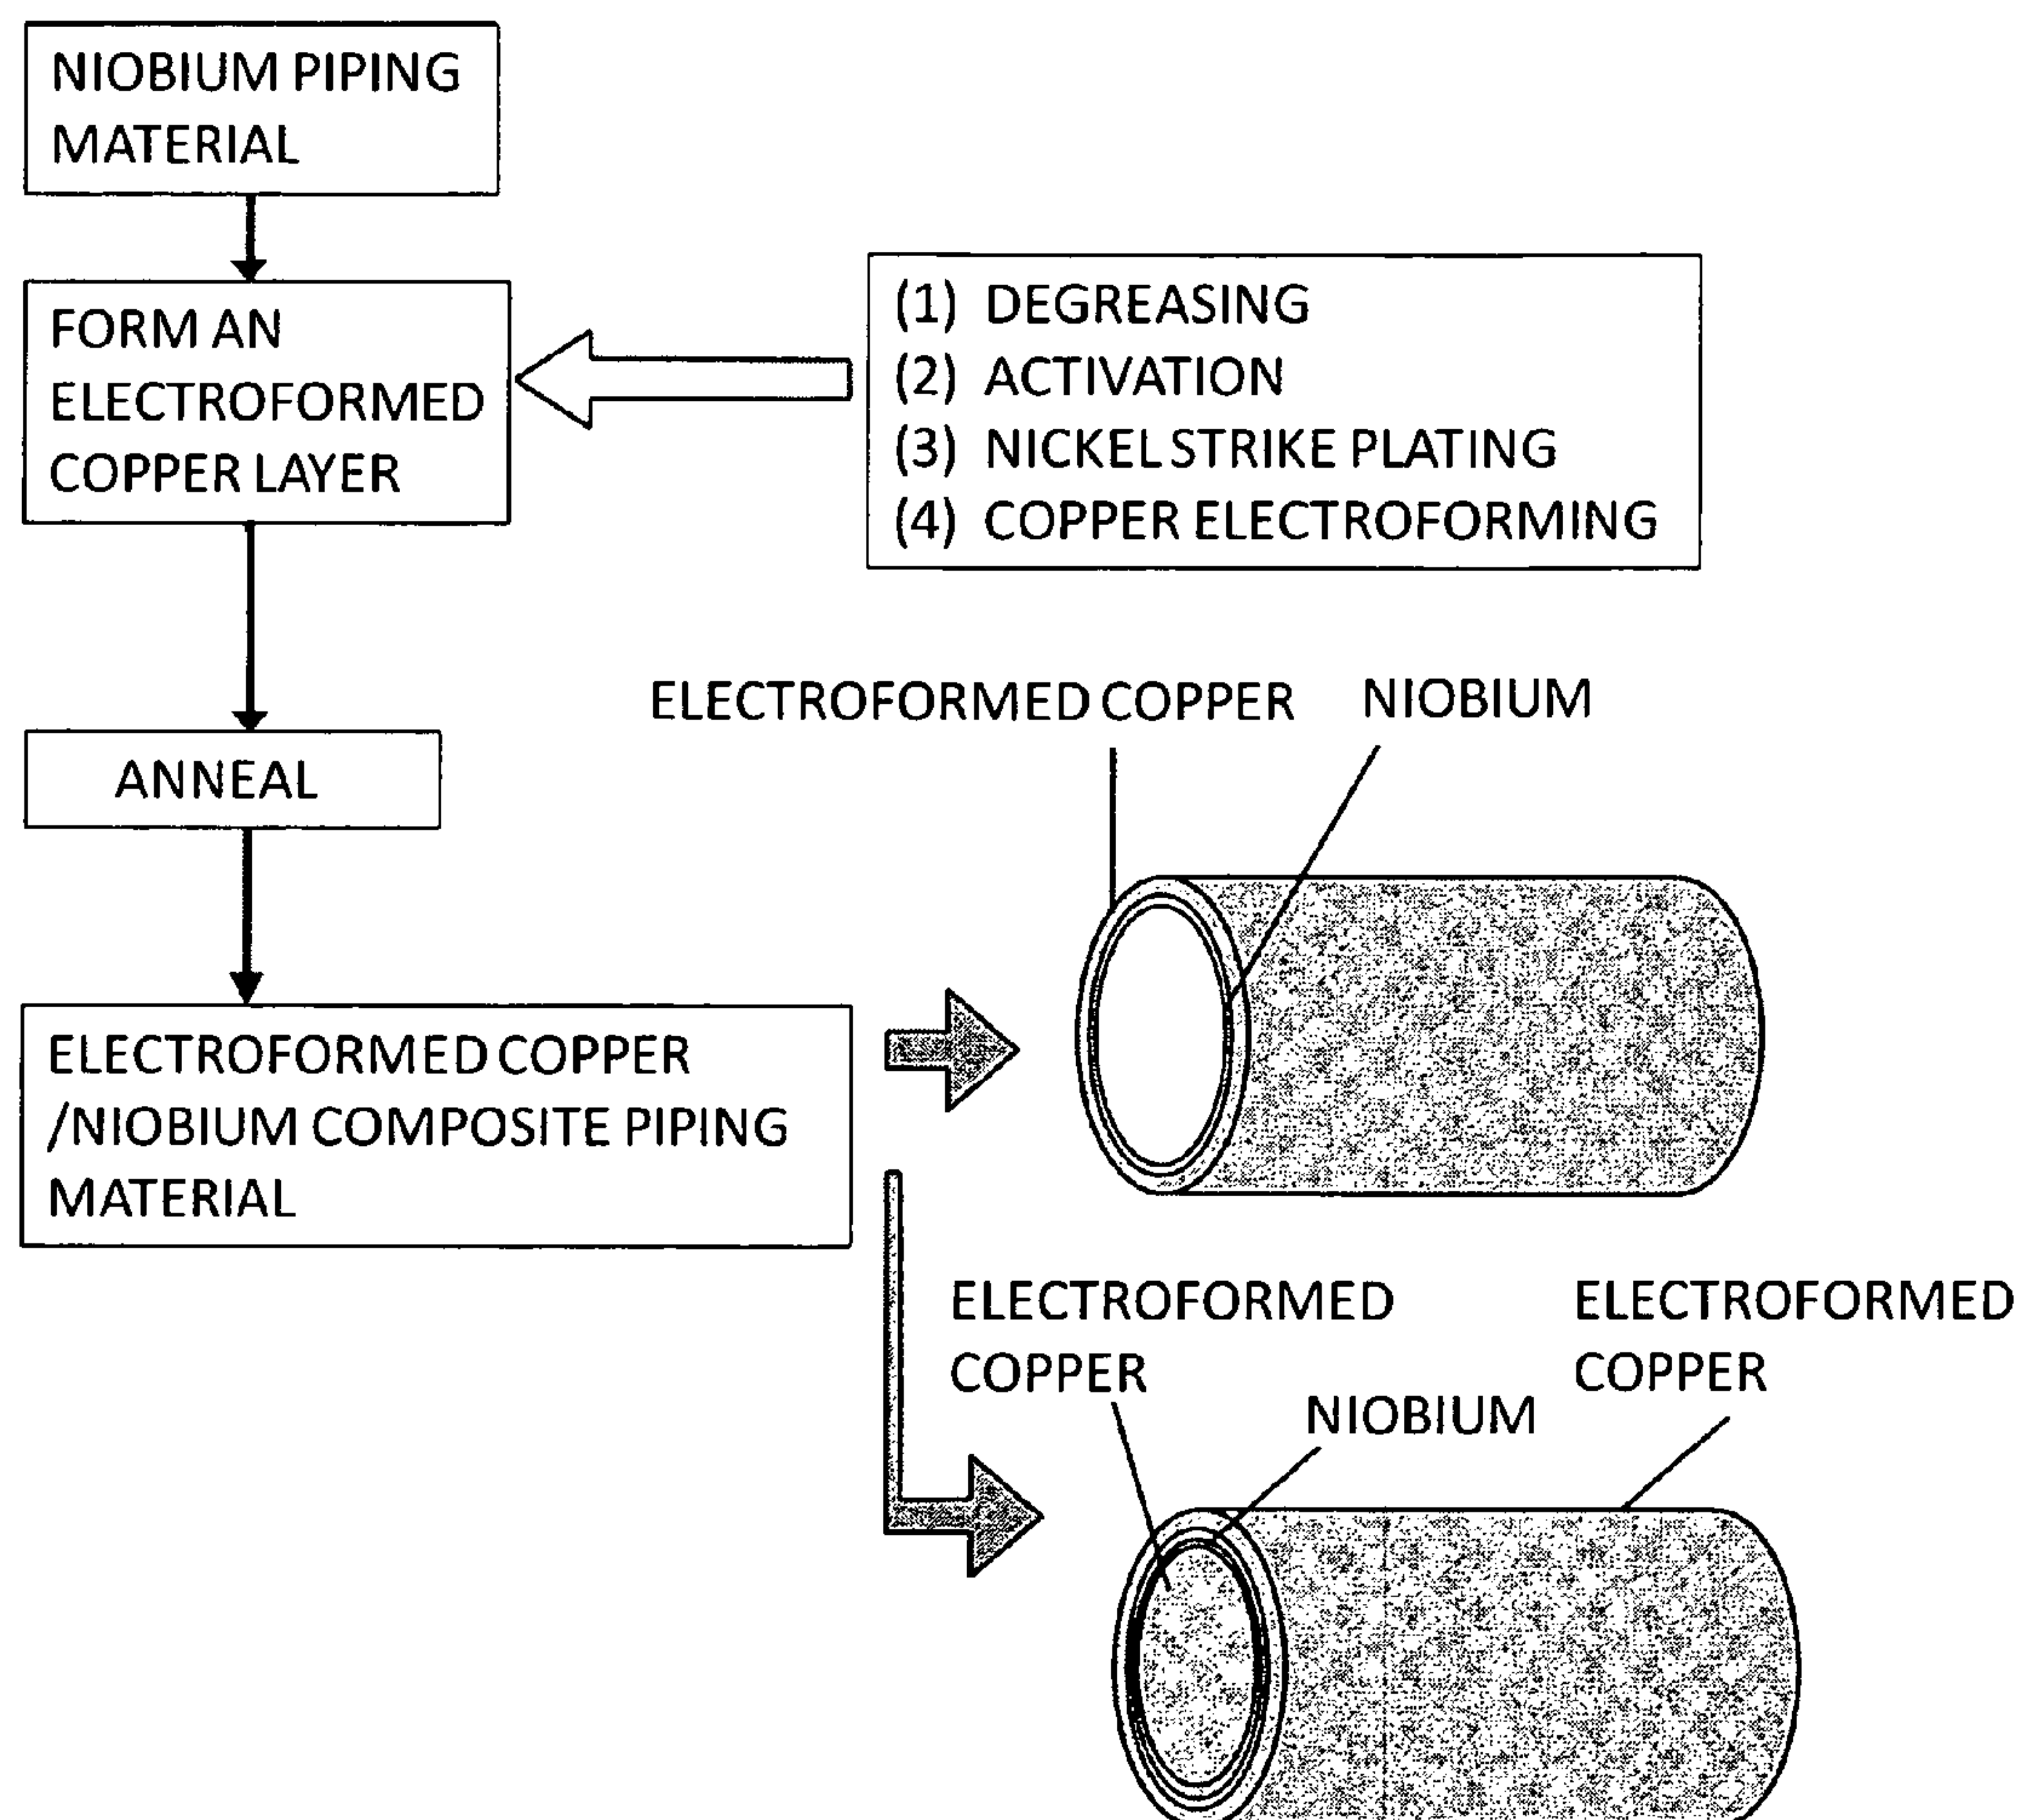 NIOBIUM PIPING
MATERIAL
FORM AN
ELECTROFORMED
COPPER LAYER
(1) DEGREASING
(2) ACTIVATION
(3) NICKEL STRIKE PLATING
(4) COPPER ELECTROFORMING
ANNEAL
ELECTROFORMED COPPER
/NIOBIUM COMPOSITE PIPING
MATERIAL
ELECTROFORMED COPPER
NIOBIUM
ELECTROFORMED
COPPER
NIOBIUM
ELECTROFORMED
COPPER